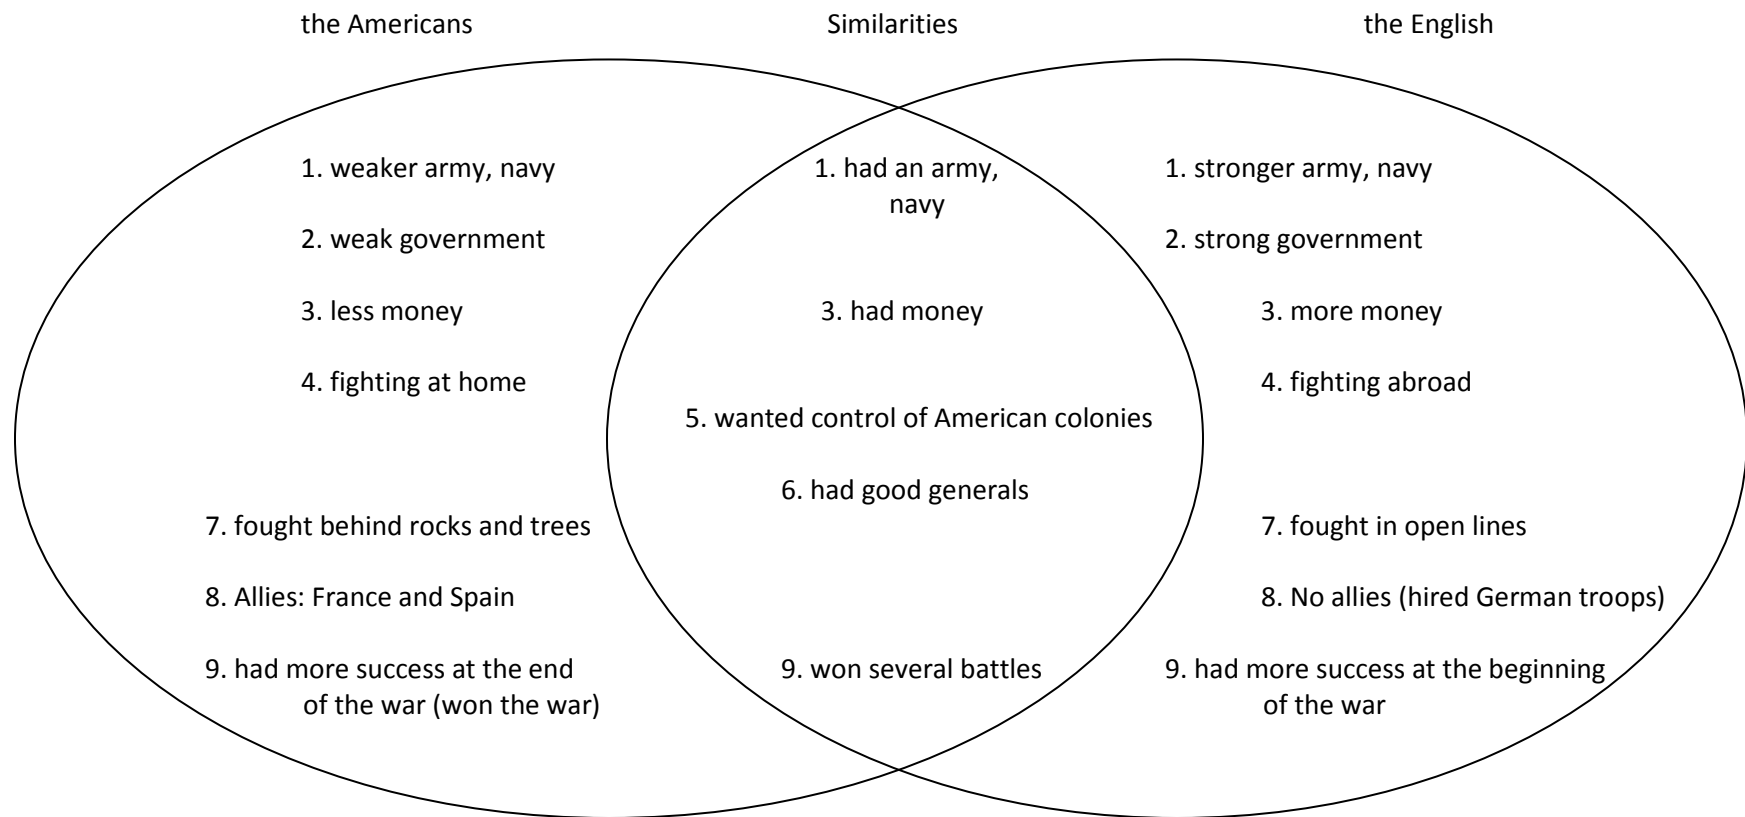 the Americans
Similarities
the English
1. weaker army, navy
2. weak government
3. less money
4. fighting at home
7. fought behind rocks and trees
8. Allies: France and Spain
9. had more success at the end
of the war (won the war)
1. had an army,
navy
3. had money
5. wanted control of American colonies
6. had good generals
9. won several battles
1. stronger army, navy
2. strong government
3. more money
4. fighting abroad
7. fought in open lines
8. No allies (hired German troops)
9. had more success at the beginning
of the war